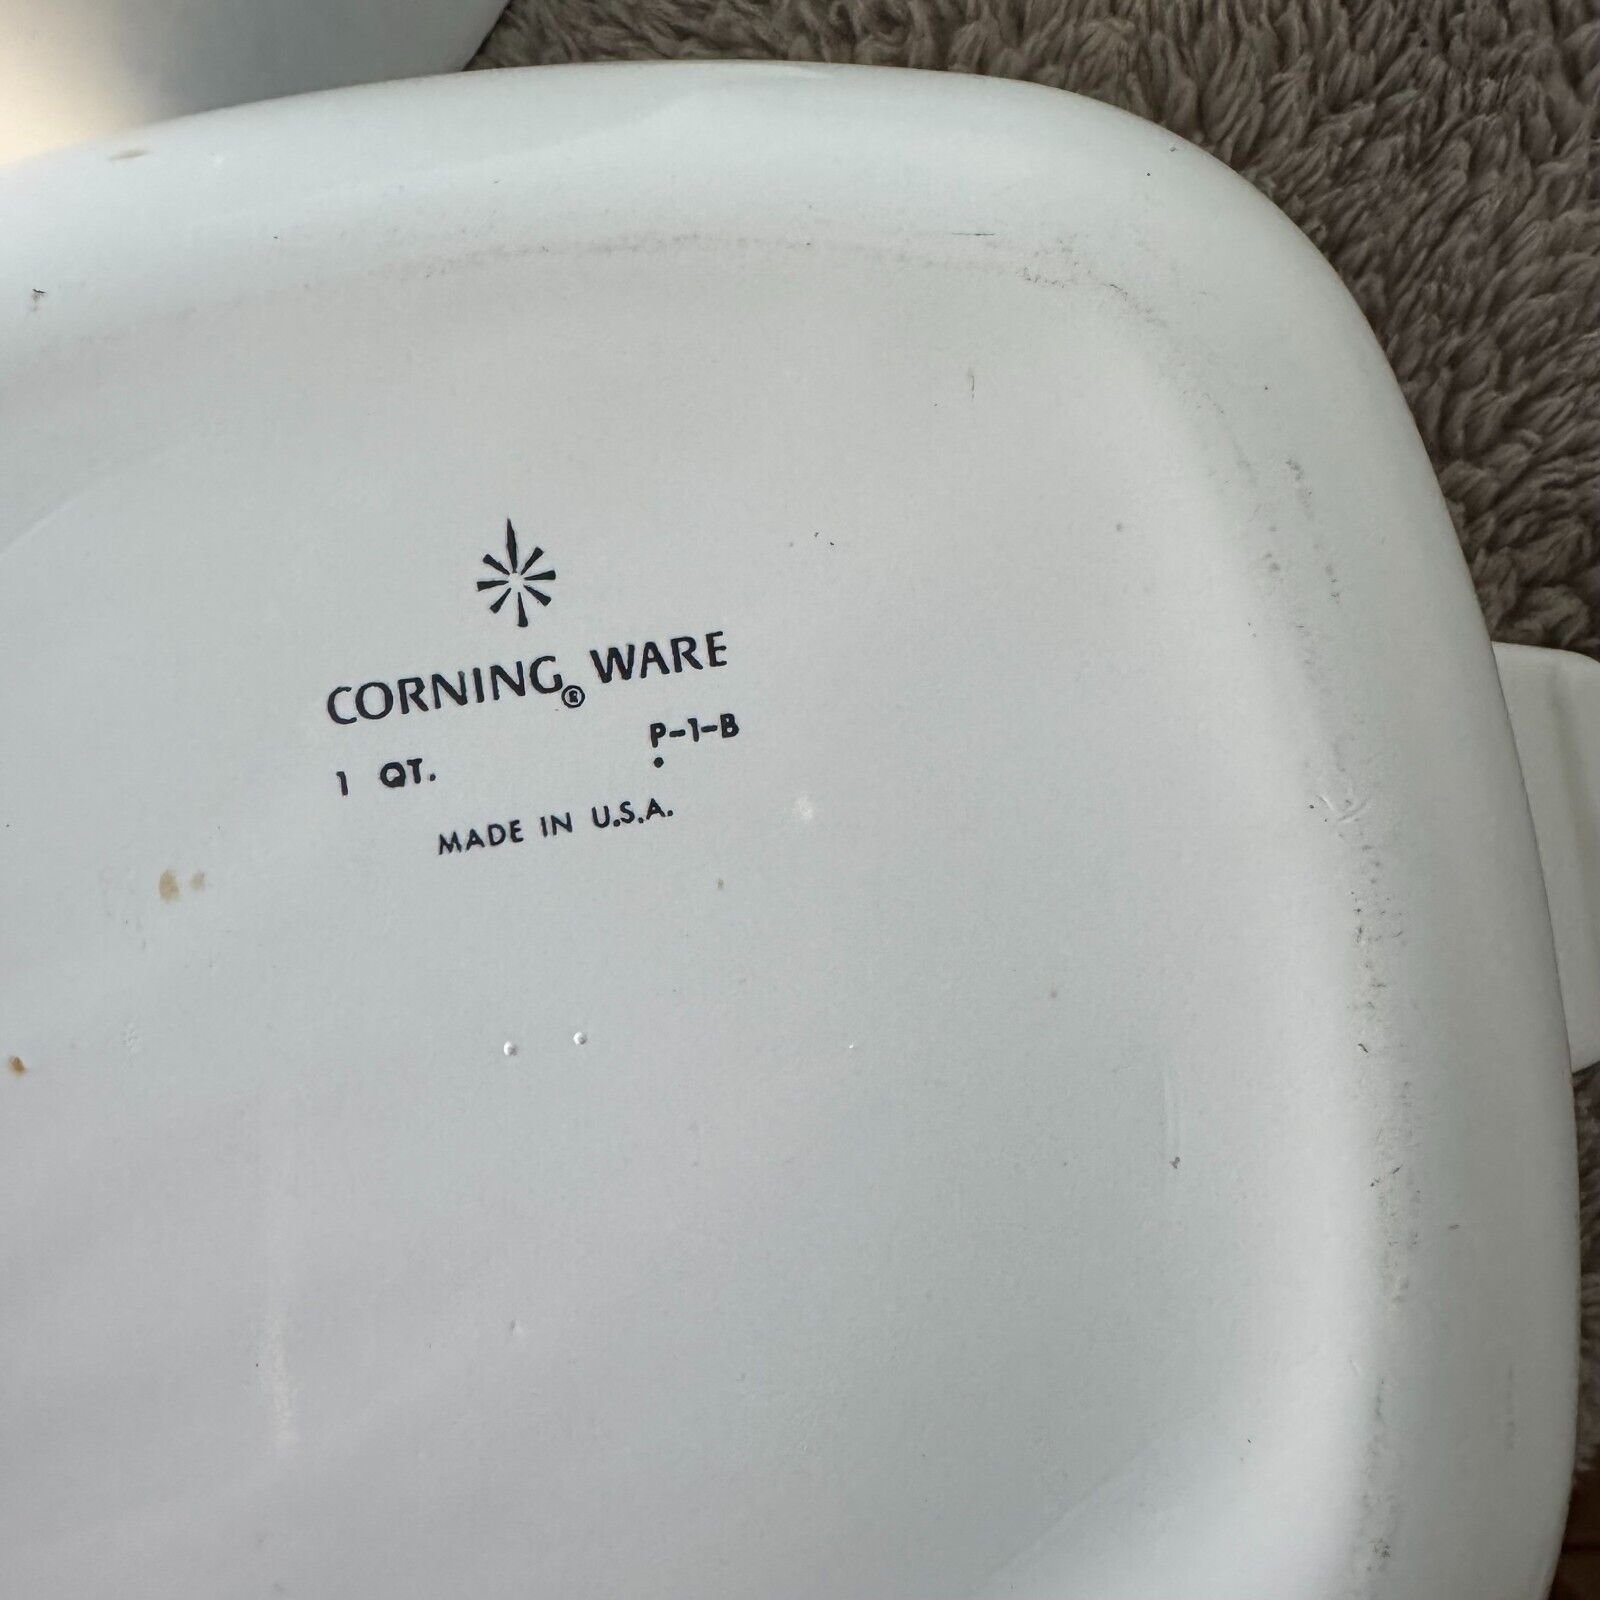 CORNING® WARE
1 QT. P-1-B
MADE IN U.S.A.